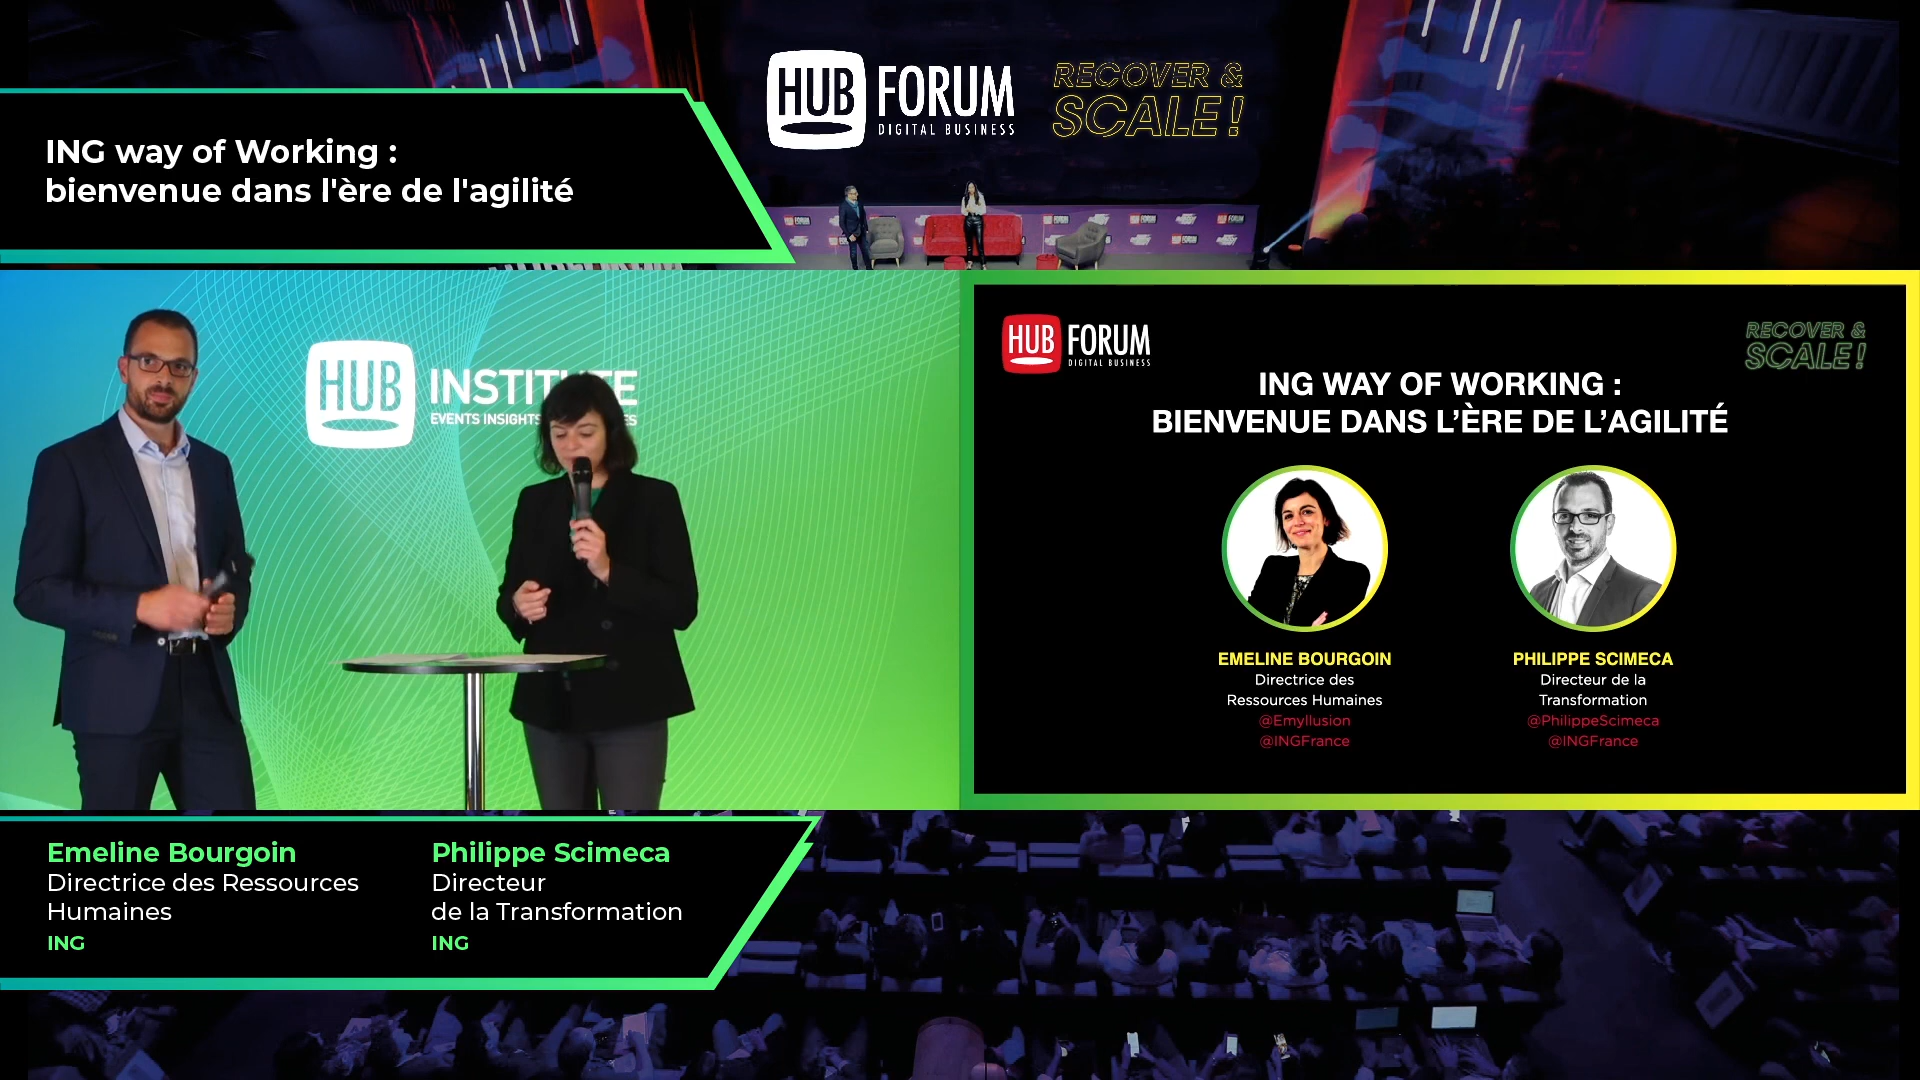 HUB FORUM
DIGITAL BUSINESS
RECOVER &
SCALE !
ING way of Working :
bienvenue dans l'ère de l'agilité
HUB INSTITUTE
EVENTS INSIGHTS
HUB FORUM
DIGITAL BUSINESS
RECOVER &
SCALE !
ING WAY OF WORKING :
BIENVENUE DANS L’ÈRE DE L’AGILITÉ
EMELINE BOURGOIN
Directrice des
Ressources Humaines
@Emyllusion
@INGFrance
PHILIPPE SCIMECA
Directeur de la
Transformation
@PhilippeScimeca
@INGFrance
Emeline Bourgoin
Directrice des Ressources
Humaines
ING
Philippe Scimeca
Directeur
de la Transformation
ING